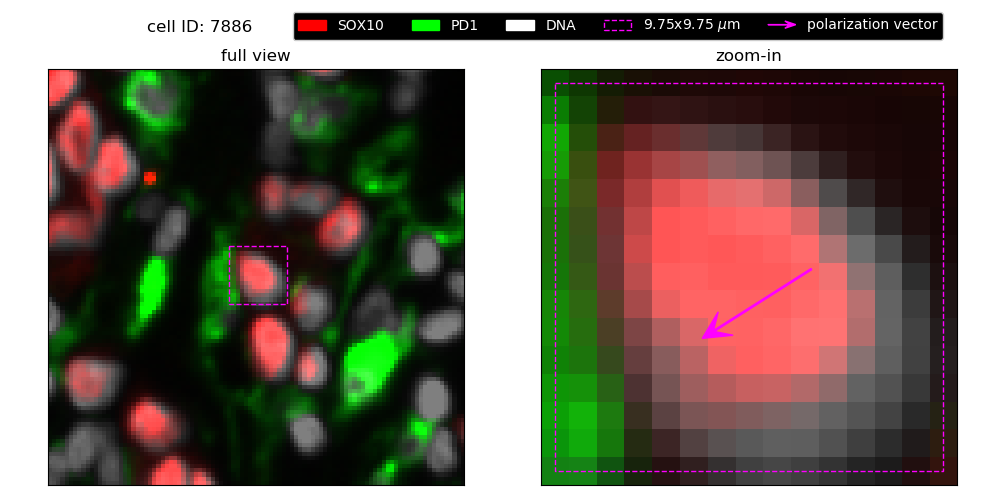 cell ID: 7886
SOX10 PD1 DNA 9.75x9.75 μm polarization vector
full view zoom-in